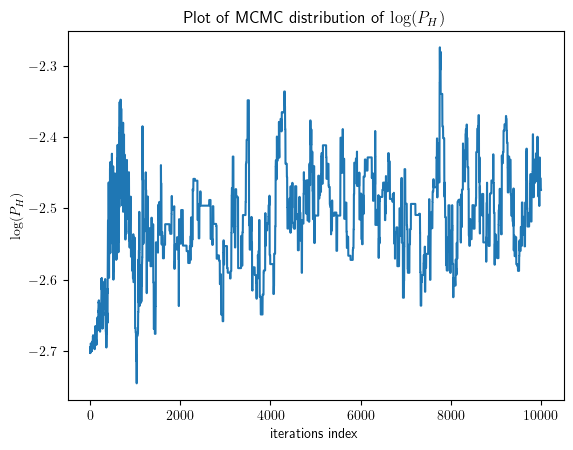 Plot of MCMC distribution of log(P_H)
−2.3
−2.4
−2.5
−2.6
−2.7
log(P_H)
0 2000 4000 6000 8000 10000
iterations index